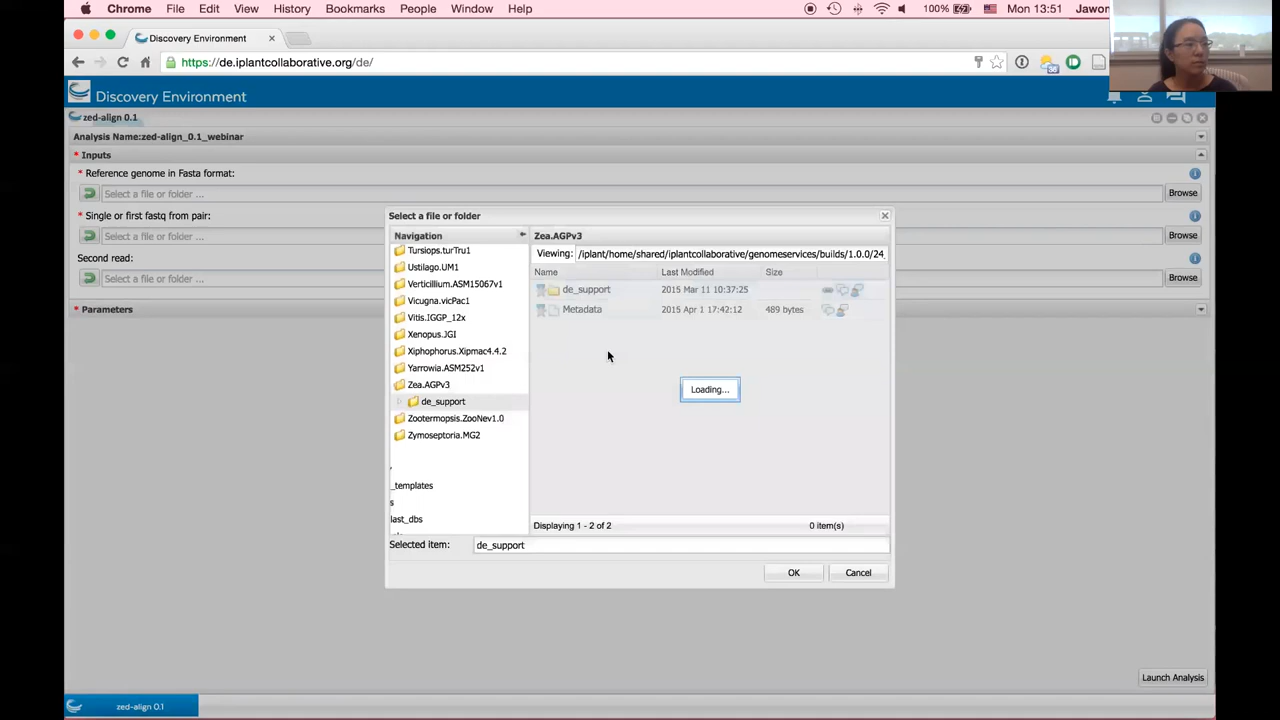 Chrome File Edit View History Bookmarks People Window Help 100% Mon 13:51 Jawon
Discovery Environment
https://de.iplantcollaborative.org/de/
Discovery Environment
zed-align 0.1
Analysis Name:zed-align_0.1_webinar
* Inputs
* Reference genome in Fasta format:
Select a file or folder ... Browse
* Single or first fastq from pair:
Select a file or folder ... Browse
Second read:
Select a file or folder ... Browse
* Parameters
Select a file or folder
Navigation
Tursiops.turTru1
Ustilago.UM1
Verticillium.ASM15067v1
Vicugna.vicPac1
Vitis.IGGP_12x
Xenopus.JGI
Xiphophorus.Xipmac4.4.2
Yarrowia.ASM252v1
Zea.AGPv3
de_support
Zootermopsis.ZooNev1.0
Zymoseptoria.MG2
_templates
s
last_dbs
Zea.AGPv3
Viewing: /iplant/home/shared/iplantcollaborative/genomeservices/builds/1.0.0/24_
Name Last Modified Size
de_support 2015 Mar 11 10:37:25
Metadata 2015 Apr 1 17:42:12 489 bytes
Loading...
Displaying 1 - 2 of 2 0 item(s)
Selected item: de_support
OK Cancel
Launch Analysis
zed-align 0.1